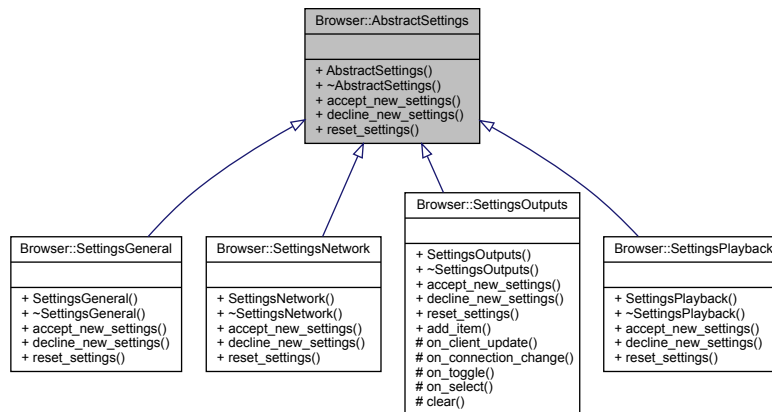 Browser::AbstractSettings
+ AbstractSettings()
+ ~AbstractSettings()
+ accept_new_settings()
+ decline_new_settings()
+ reset_settings()
Browser::SettingsGeneral
+ SettingsGeneral()
+ ~SettingsGeneral()
+ accept_new_settings()
+ decline_new_settings()
+ reset_settings()
Browser::SettingsNetwork
+ SettingsNetwork()
+ ~SettingsNetwork()
+ accept_new_settings()
+ decline_new_settings()
+ reset_settings()
Browser::SettingsOutputs
+ SettingsOutputs()
+ ~SettingsOutputs()
+ accept_new_settings()
+ decline_new_settings()
+ reset_settings()
+ add_item()
# on_client_update()
# on_connection_change()
# on_toggle()
# on_select()
# clear()
Browser::SettingsPlayback
+ SettingsPlayback()
+ ~SettingsPlayback()
+ accept_new_settings()
+ decline_new_settings()
+ reset_settings()